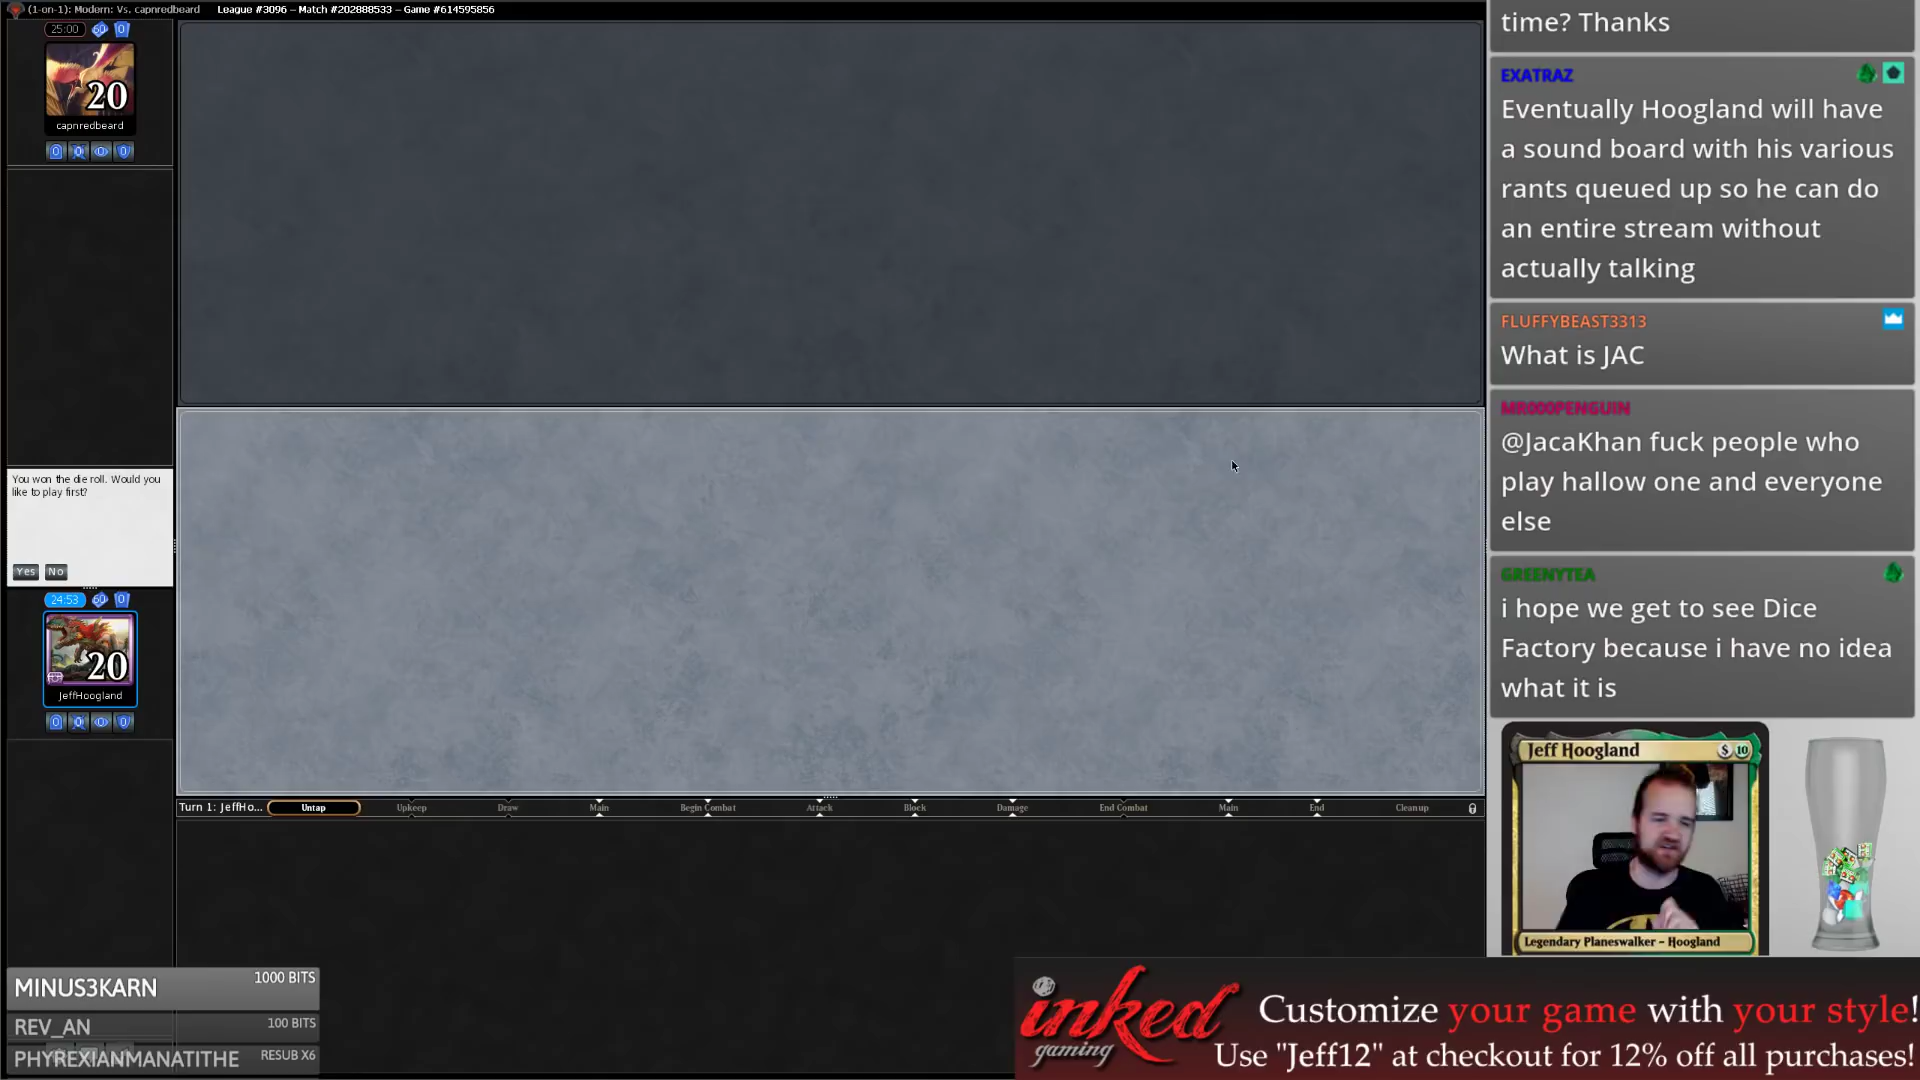 (1-on-1): Modern: Vs. capnredbeard League #3096 – Match #202888533 – Game #614595856
25:00 60 0
20
capnredbeard
0 0 0 0
You won the die roll. Would you
like to play first?
Yes No
24:53 60 0
20
JeffHoogland
0 0 0 0
Turn 1: JeffHo... Untap Upkeep Draw Main Begin Combat Attack Block Damage End Combat Main End Cleanup
MINUS3KARN 1000 BITS
REV_AN 100 BITS
PHYREXIANMANATITHE RESUB X6
time? Thanks
EXATRAZ
Eventually Hoogland will have
a sound board with his various
rants queued up so he can do
an entire stream without
actually talking
FLUFFYBEAST3313
What is JAC
MR000PENGUIN
@JacaKhan fuck people who
play hallow one and everyone
else
GREENYTEA
i hope we get to see Dice
Factory because i have no idea
what it is
Jeff Hoogland $ 10
Legendary Planeswalker – Hoogland
inked
gaming
Customize your game with your style!
Use "Jeff12" at checkout for 12% off all purchases!